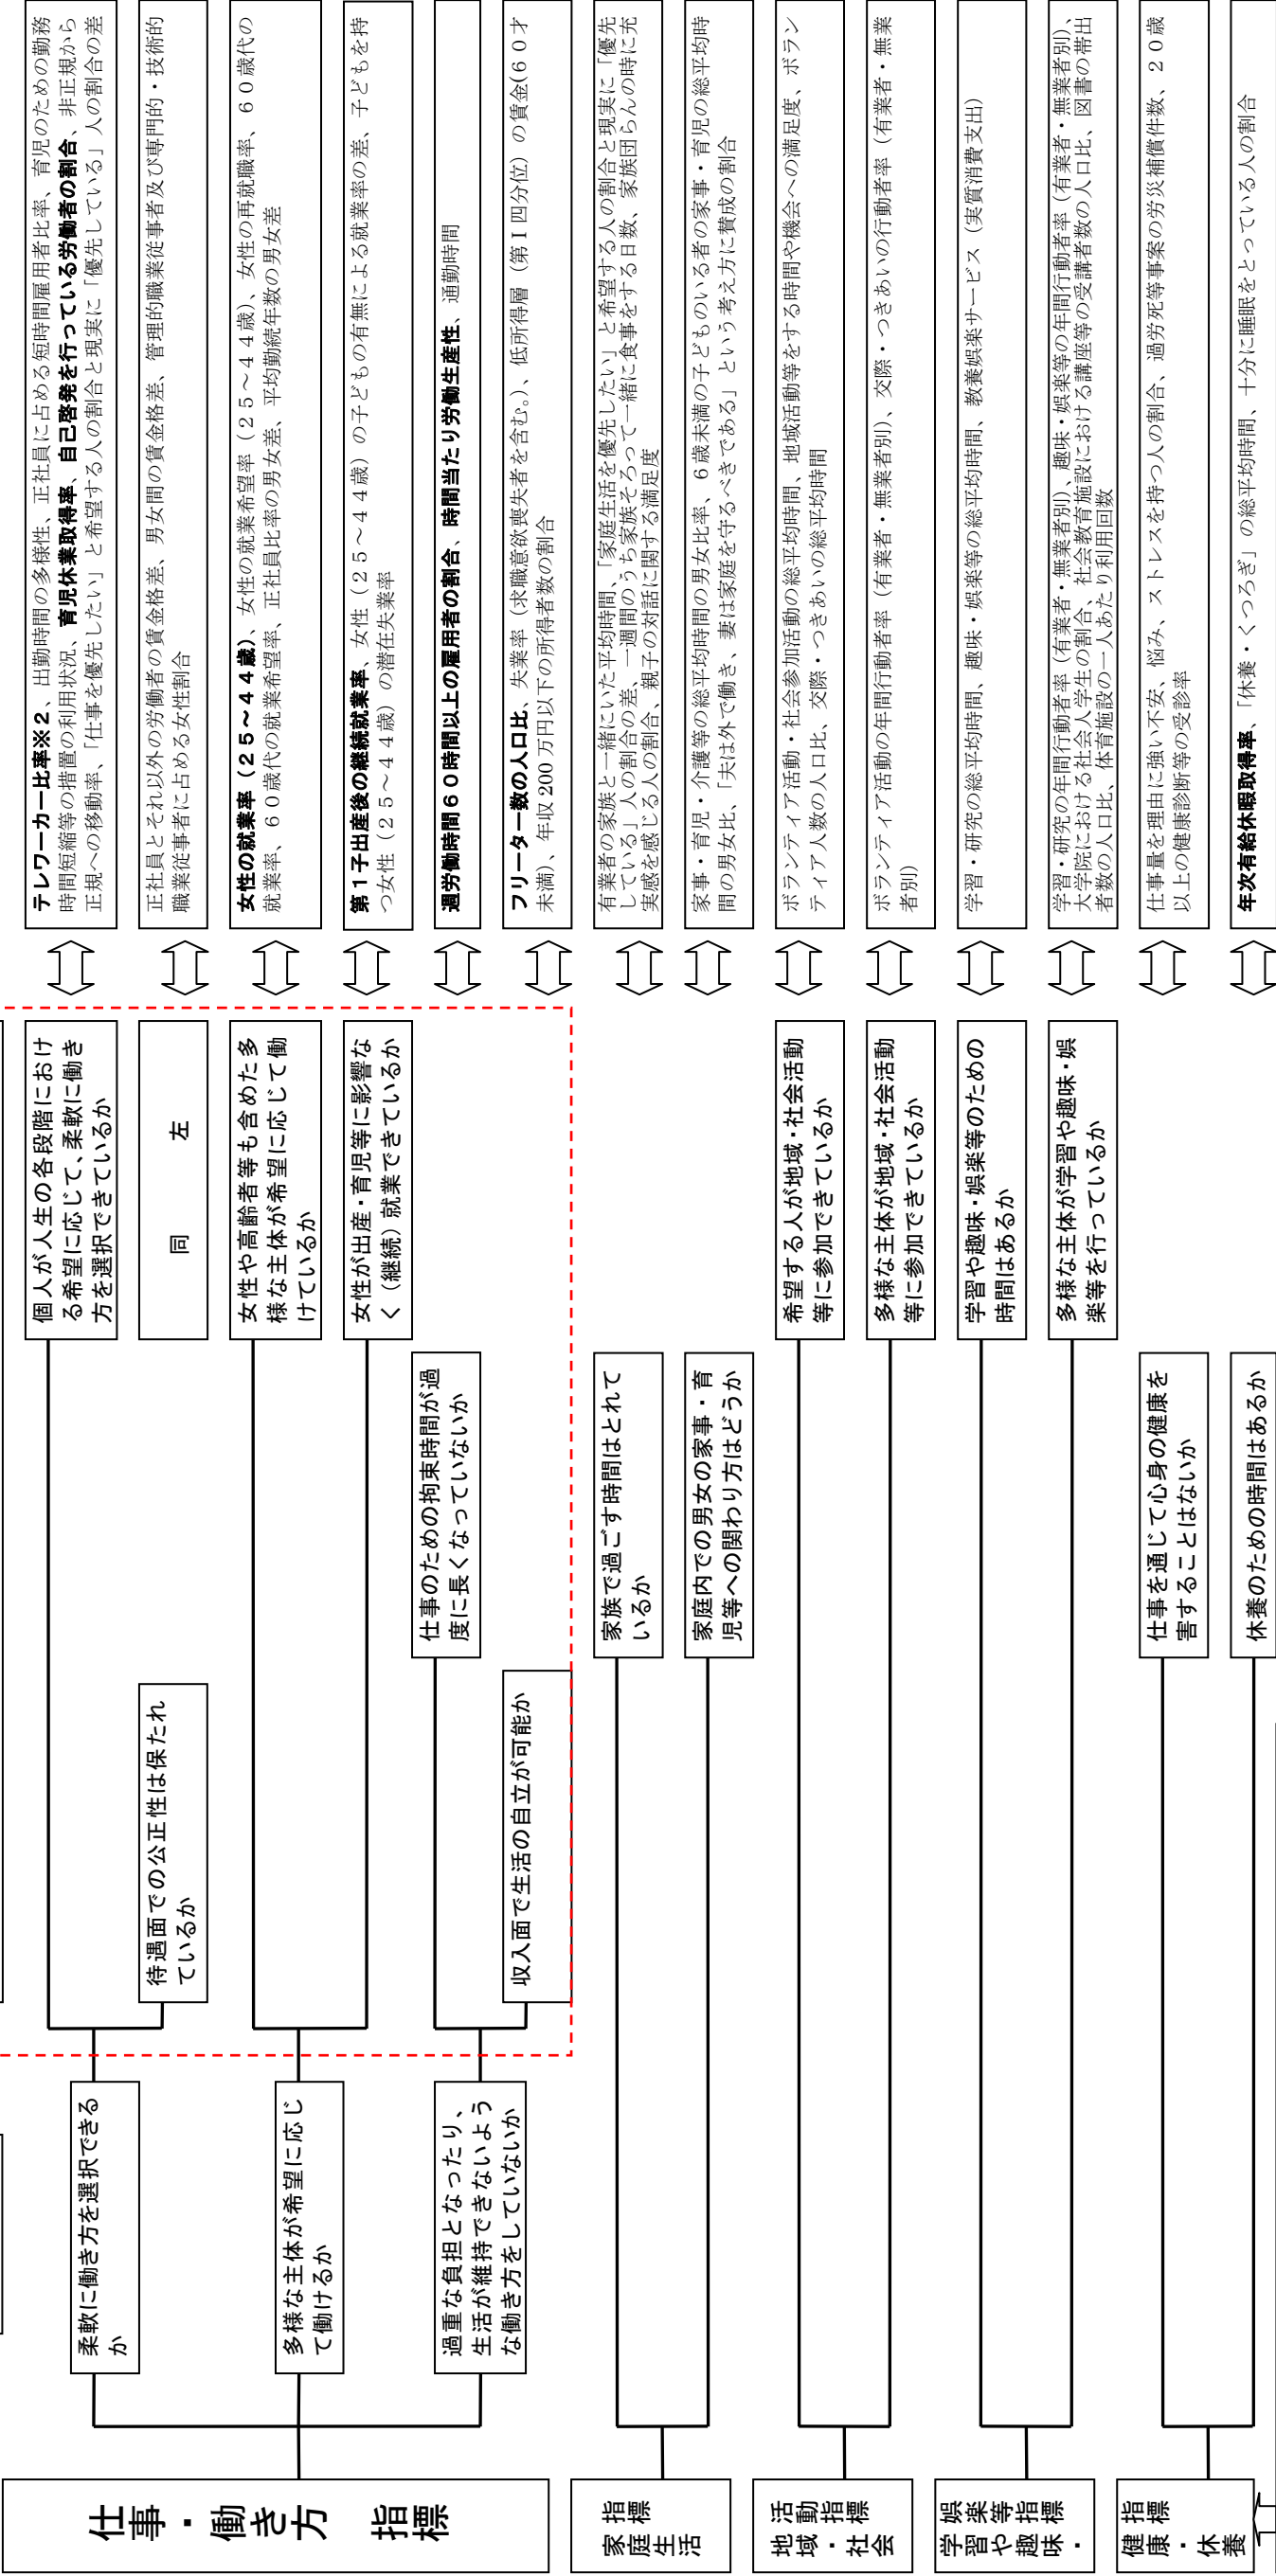 仕事・働き方　指標
柔軟に働き方を選択できる
か
個人が人生の各段階におけ
る希望に応じて、柔軟に働き
方を選択できているか
テレワーカー比率※２、出勤時間の多様性、正社員に占める短時間雇用者比率、育児のための勤務
時間短縮等の措置の利用状況、育児休業取得率、自己啓発を行っている労働者の割合、非正規から
正規への移動率、「仕事を優先したい」と希望する人の割合と現実に「優先している」人の割合の差
待遇面での公正性は保たれ
ているか
同　　左
正社員とそれ以外の労働者の賃金格差、男女間の賃金格差、管理的職業従事者及び専門的・技術的
職業従事者に占める女性割合
多様な主体が希望に応じ
て働けるか
女性や高齢者等も含めた多
様な主体が希望に応じて働
けているか
女性の就業率（２５～４４歳）、女性の就業希望率（２５～４４歳）、女性の再就職率、６０歳代の
就業率、６０歳代の就業希望率、正社員比率の男女差、平均勤続年数の男女差
女性が出産・育児等に影響な
く（継続）就業できているか
第１子出産後の継続就業率、女性（２５～４４歳）の子どもの有無による就業率の差、子どもを持
つ女性（２５～４４歳）の潜在失業率
過重な負担となったり、
生活が維持できないよう
な働き方をしていないか
仕事のための拘束時間が過
度に長くなっていないか
週労働時間６０時間以上の雇用者の割合、時間当たり労働生産性、通勤時間
収入面で生活の自立が可能か
フリーター数の人口比、失業率（求職意欲喪失者を含む。）、低所得層（第Ⅰ四分位）の賃金（６０才
未満）、年収200万円以下の所得者数の割合
家庭生活
指標
家族で過ごす時間はとれて
いるか
有業者の家族と一緒にいた平均時間、「家庭生活を優先したい」と希望する人の割合と現実に「優先
している」人の割合の差、一週間のうち家族そろって一緒に食事をする日数、家族団らんの時に充
実感を感じる人の割合、親子の対話に関する満足度
家庭内での男女の家事・育
児等への関わり方はどうか
家事・育児・介護等の総平均時間の男女比率、６歳未満の子どものいる者の家事・育児の総平均時
間の男女比、「夫は外で働き、妻は家庭を守るべきである」という考え方に賛成の割合
地域・社会
活動指標
希望する人が地域・社会活動
等に参加できているか
ボランティア活動・社会参加活動の総平均時間、地域活動等をする時間や機会への満足度、ボラン
ティア人数の人口比、交際・つきあいの総平均時間
多様な主体が地域・社会活動
等に参加できているか
ボランティア活動の年間行動者率（有業者・無業者別）、交際・つきあいの行動者率（有業者・無業
者別）
学習や趣味・
娯楽等指標
学習や趣味・娯楽等のための
時間はあるか
学習・研究の総平均時間、趣味・娯楽等の総平均時間、教養娯楽サービス（実質消費支出）
多様な主体が学習や趣味・娯
楽等を行っているか
学習・研究の年間行動者率（有業者・無業者別）、趣味・娯楽等の年間行動者率（有業者・無業者別）、
大学院における社会人学生の割合、社会教育施設における講座等の受講者数の人口比、図書の帯出
者数の人口比、体育施設の一人あたり利用回数
健康・休養
指標
仕事を通じて心身の健康を
害することはないか
仕事量を理由に強い不安、悩み、ストレスを持つ人の割合、過労死等事案の労災補償件数、２０歳
以上の健康診断等の受診率
休養のための時間はあるか
年次有給休暇取得率、「休養・くつろぎ」の総平均時間、十分に睡眠をとっている人の割合